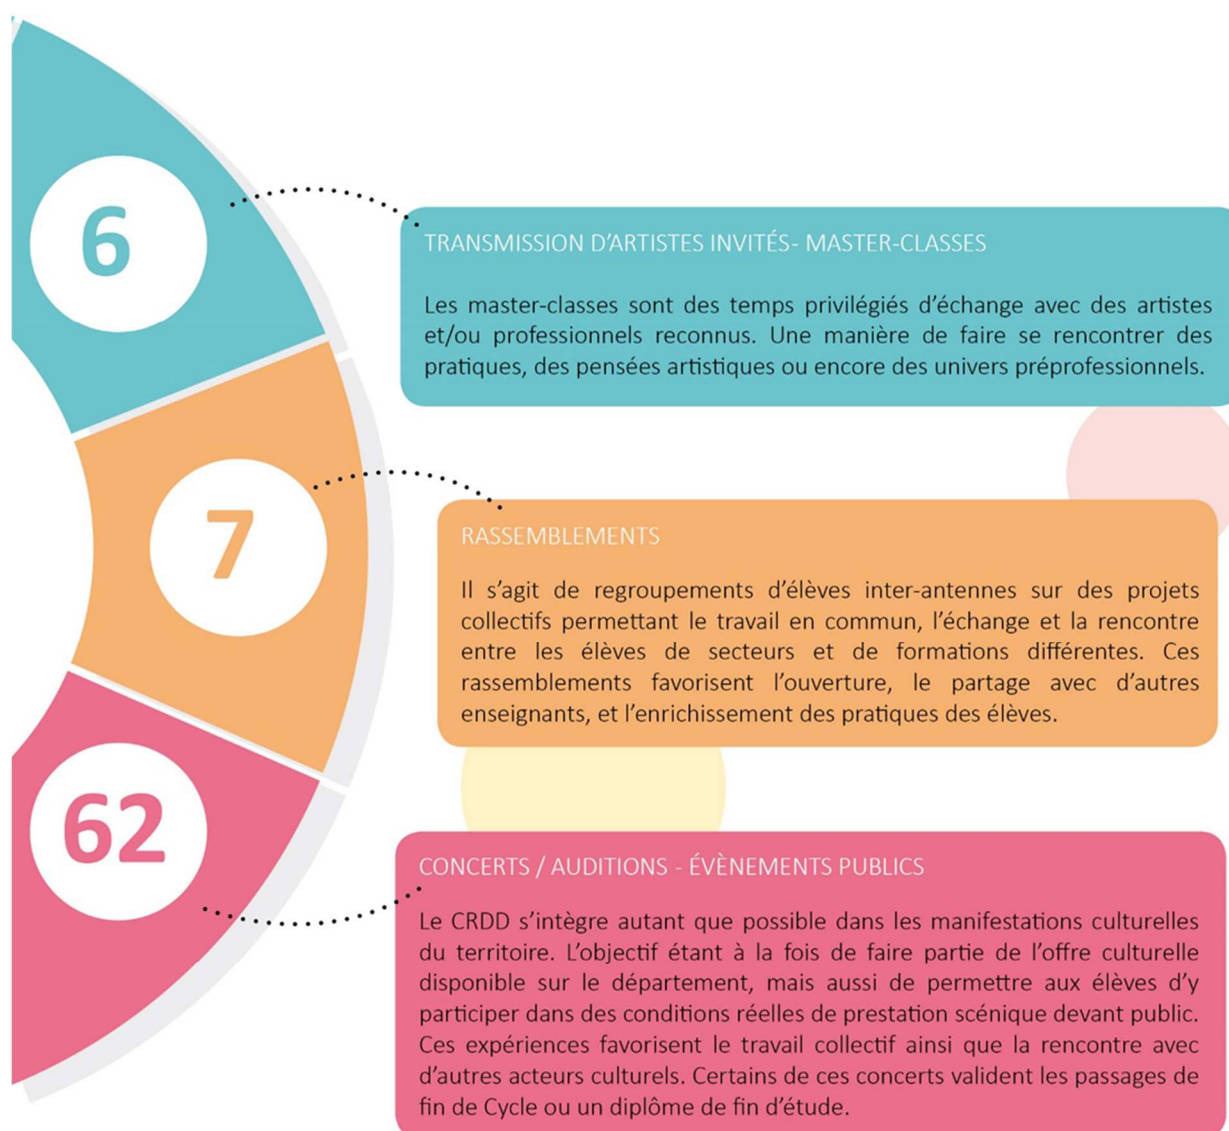 6
TRANSMISSION D’ARTISTES INVITÉS- MASTER-CLASSES
Les master-classes sont des temps privilégiés d’échange avec des artistes
et/ou professionnels reconnus. Une manière de faire se rencontrer des
pratiques, des pensées artistiques ou encore des univers préprofessionnels.
7
RASSEMBLEMENTS
Il s’agit de regroupements d’élèves inter-antennes sur des projets
collectifs permettant le travail en commun, l’échange et la rencontre
entre les élèves de secteurs et de formations différentes. Ces
rassemblements favorisent l’ouverture, le partage avec d’autres
enseignants, et l’enrichissement des pratiques des élèves.
62
CONCERTS / AUDITIONS - ÉVÈNEMENTS PUBLICS
Le CRDD s’intègre autant que possible dans les manifestations culturelles
du territoire. L’objectif étant à la fois de faire partie de l’offre culturelle
disponible sur le département, mais aussi de permettre aux élèves d’y
participer dans des conditions réelles de prestation scénique devant public.
Ces expériences favorisent le travail collectif ainsi que la rencontre avec
d’autres acteurs culturels. Certains de ces concerts valident les passages de
fin de Cycle ou un diplôme de fin d’étude.